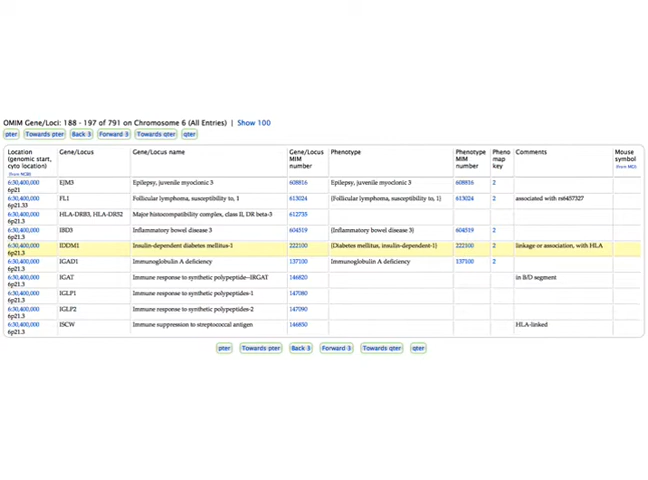 OMIM Gene/Loci: 188 - 197 of 791 on Chromosome 6 (All Entries) | Show 100
pter Towards pter Back 3 Forward 3 Towards qter qter
Location (genomic start, cyto location) (from NCBI) Gene/Locus Gene/Locus name Gene/Locus MIM number Phenotype Phenotype MIM number Pheno map key Comments Mouse symbol (from MGI)
6:30,400,000 6p21 EJM3 Epilepsy, juvenile myoclonic 3 608816 Epilepsy, juvenile myoclonic 3 608816 2
6:30,400,000 6p21.33 FL1 Follicular lymphoma, susceptibility to, 1 613024 {Follicular lymphoma, susceptibility to, 1} 613024 2 associated with rs6457327
6:30,400,000 6p21.3 HLA-DRB3, HLA-DR52 Major histocompatibility complex, class II, DR beta-3 612735
6:30,400,000 6p21.3 IBD3 Inflammatory bowel disease 3 604519 {Inflammatory bowel disease 3} 604519 2
6:30,400,000 6p21.3 IDDM1 Insulin-dependent diabetes mellitus-1 222100 {Diabetes mellitus, insulin-dependent-1} 222100 2 linkage or association, with HLA
6:30,400,000 6p21.3 IGAD1 Immunoglobulin A deficiency 137100 Immunoglobulin A deficiency 137100 2
6:30,400,000 6p21.3 IGAT Immune response to synthetic polypeptide--IRGAT 146820 in B/D segment
6:30,400,000 6p21.3 IGLP1 Immune response to synthetic polypeptides-1 147080
6:30,400,000 6p21.3 IGLP2 Immune response to synthetic polypeptides-2 147090
6:30,400,000 6p21.3 ISCW Immune suppression to streptococcal antigen 146850 HLA-linked
pter Towards pter Back 3 Forward 3 Towards qter qter